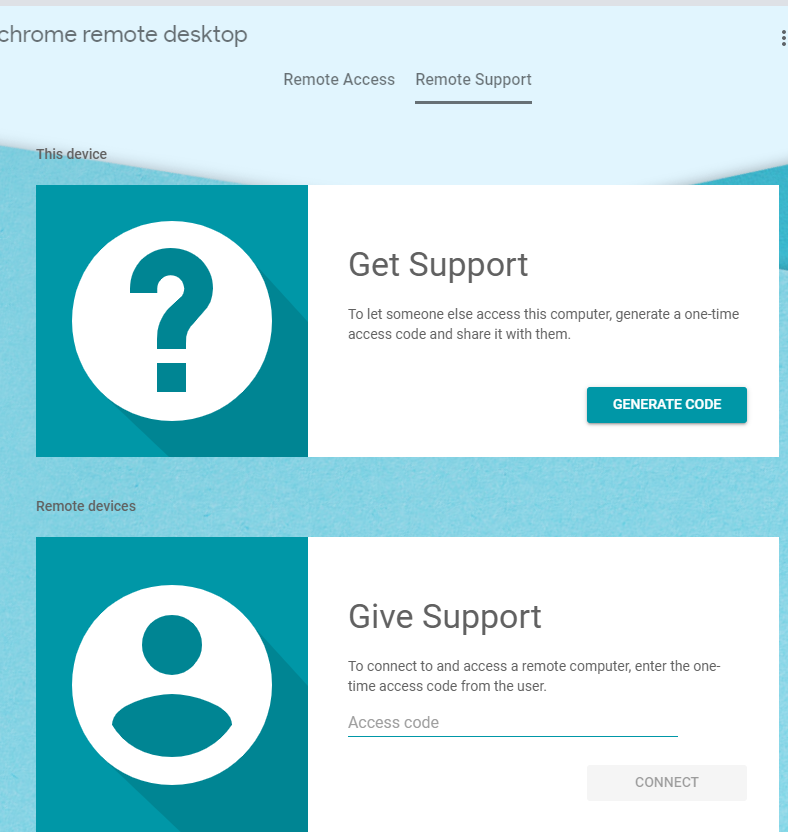 chrome remote desktop
Remote Access Remote Support
This device
Get Support
To let someone else access this computer, generate a one-time
access code and share it with them.
GENERATE CODE
Remote devices
Give Support
To connect to and access a remote computer, enter the one-
time access code from the user.
Access code
CONNECT